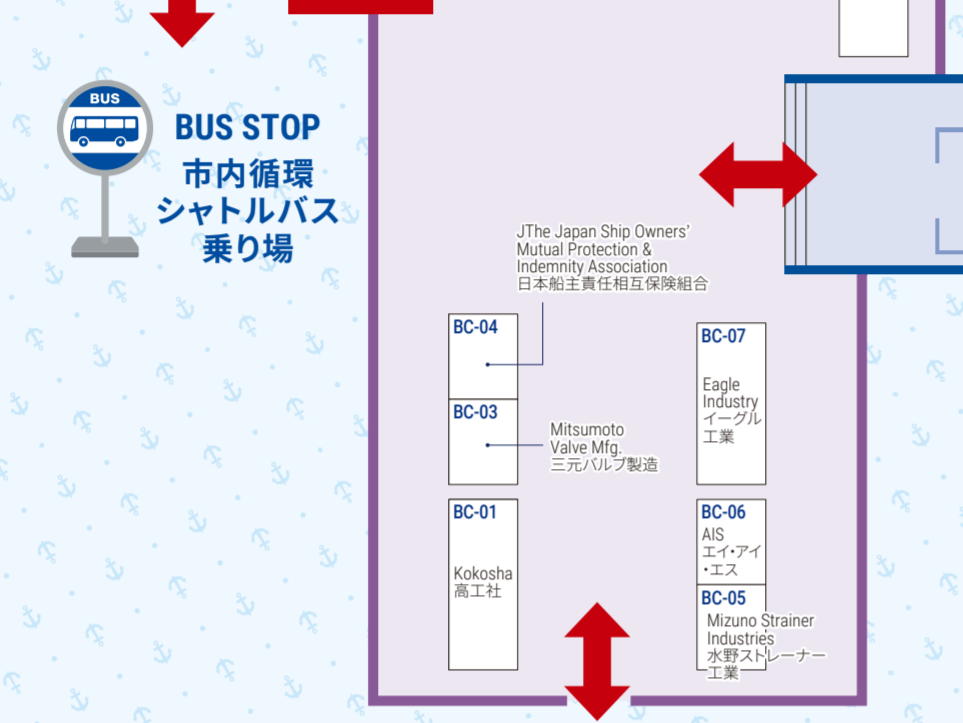 BUS
BUS STOP
市内循環
シャトルバス
乗り場
JThe Japan Ship Owners’
Mutual Protection &
Indemnity Association
日本船主責任相互保険組合
BC-04
BC-03
Mitsumoto
Valve Mfg.
三元バルブ製造
BC-01
Kokosha
高工社
BC-07
Eagle
Industry
イーグル
工業
BC-06
AIS
エイ・アイ
・エス
BC-05
Mizuno Strainer
Industries
水野ストレーナー
工業